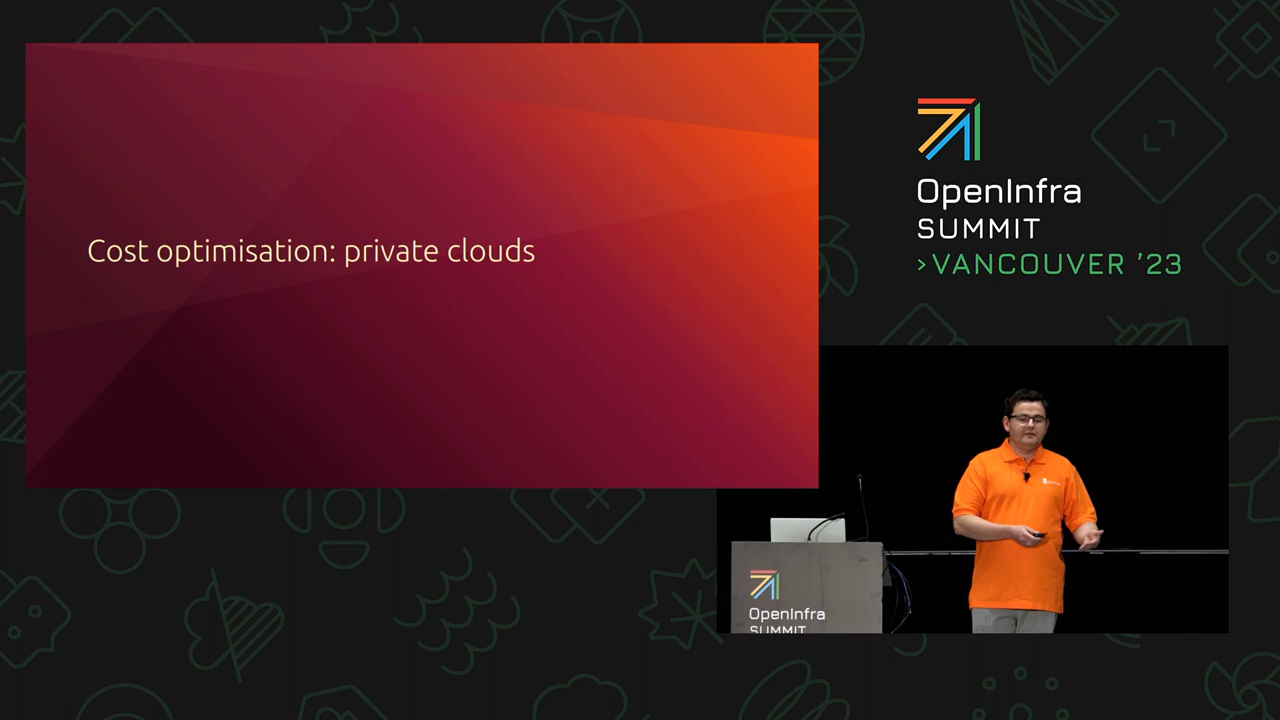 Cost optimisation: private clouds
OpenInfra
SUMMIT
>VANCOUVER '23
OpenInfra
SUMMIT